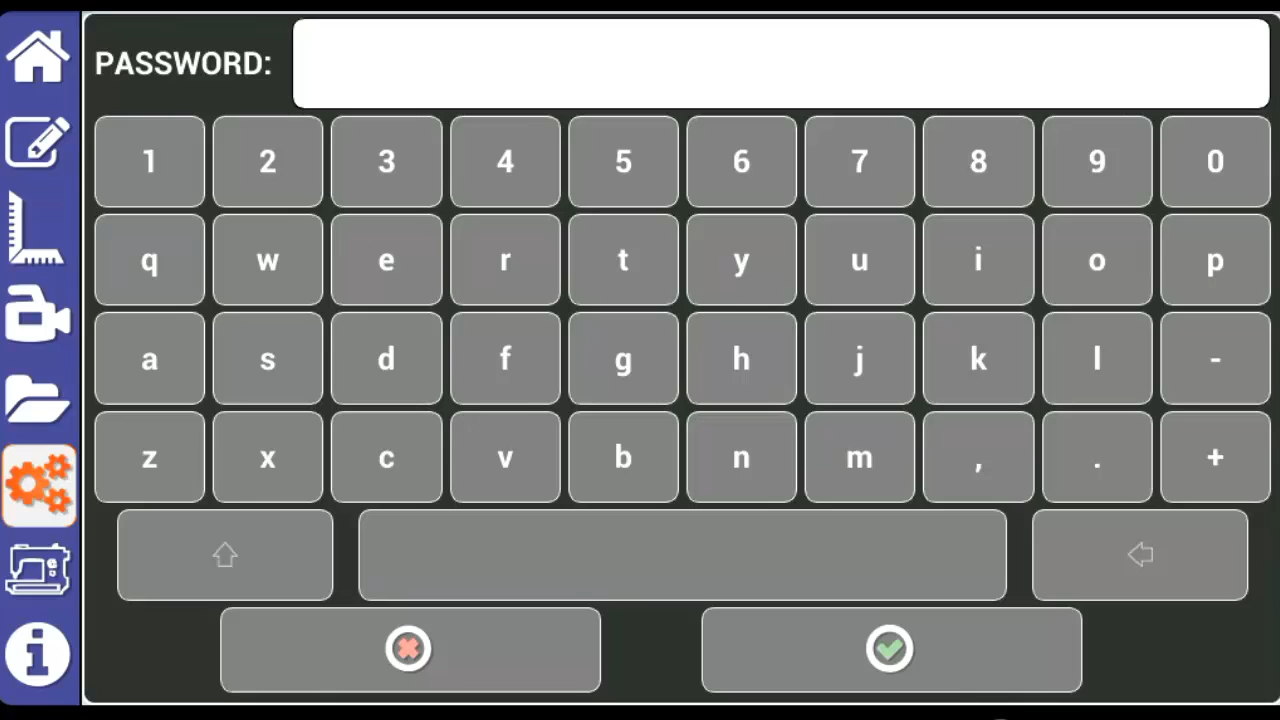 PASSWORD:
1 2 3 4 5 6 7 8 9 0
q w e r t y u i o p
a s d f g h j k l -
z x c v b n m , . +